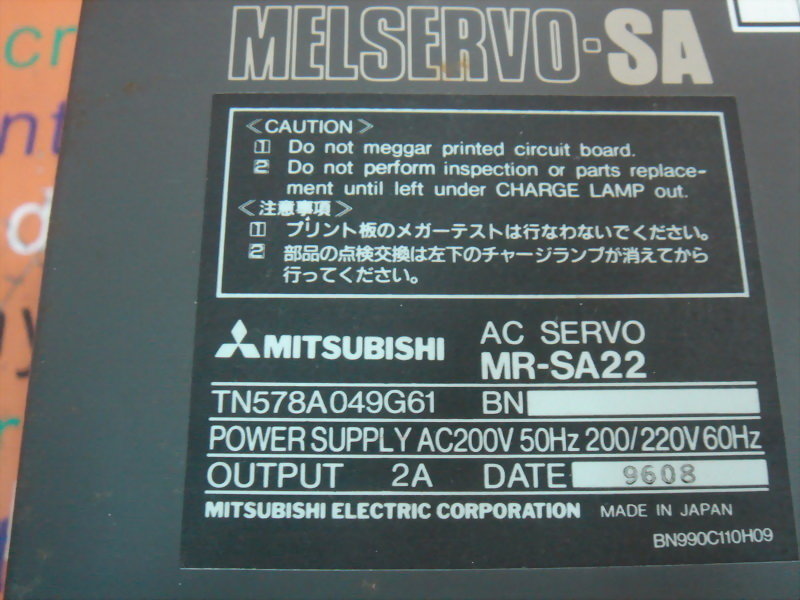 MELSERVO-SA
<CAUTION>
1 Do not meggar printed circuit board.
2 Do not perform inspection or parts replace-
ment until left under CHARGE LAMP out.
<注意事項>
1 プリント板のメガーテストは行なわないでください。
2 部品の点検交換は左下のチャージランプが消えてから
行ってください。
MITSUBISHI
AC SERVO
MR-SA22
TN578A049G61 BN
POWER SUPPLY AC200V 50Hz 200/220V 60Hz
OUTPUT 2A DATE 9608
MITSUBISHI ELECTRIC CORPORATION MADE IN JAPAN
BN990C110H09